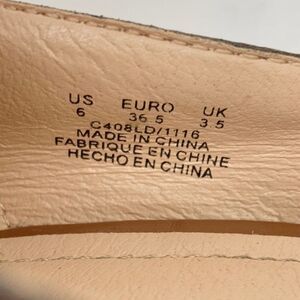 US EURO UK
6 36 5 3.5
C408LD/1116
MADE IN CHINA
FABRIQUE EN CHINE
HECHO EN CHINA